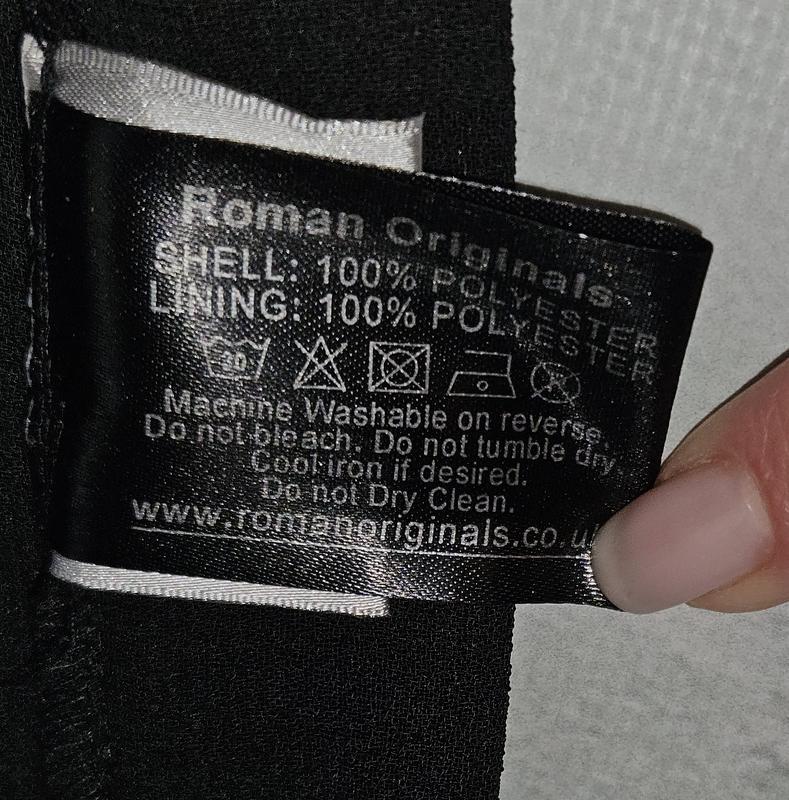 Roman Originals
SHELL: 100% POLYESTER
LINING: 100% POLYESTER
Machine Washable on reverse.
Do not bleach. Do not tumble dry.
Cool iron if desired.
Do not Dry Clean.
www.romanoriginals.co.uk